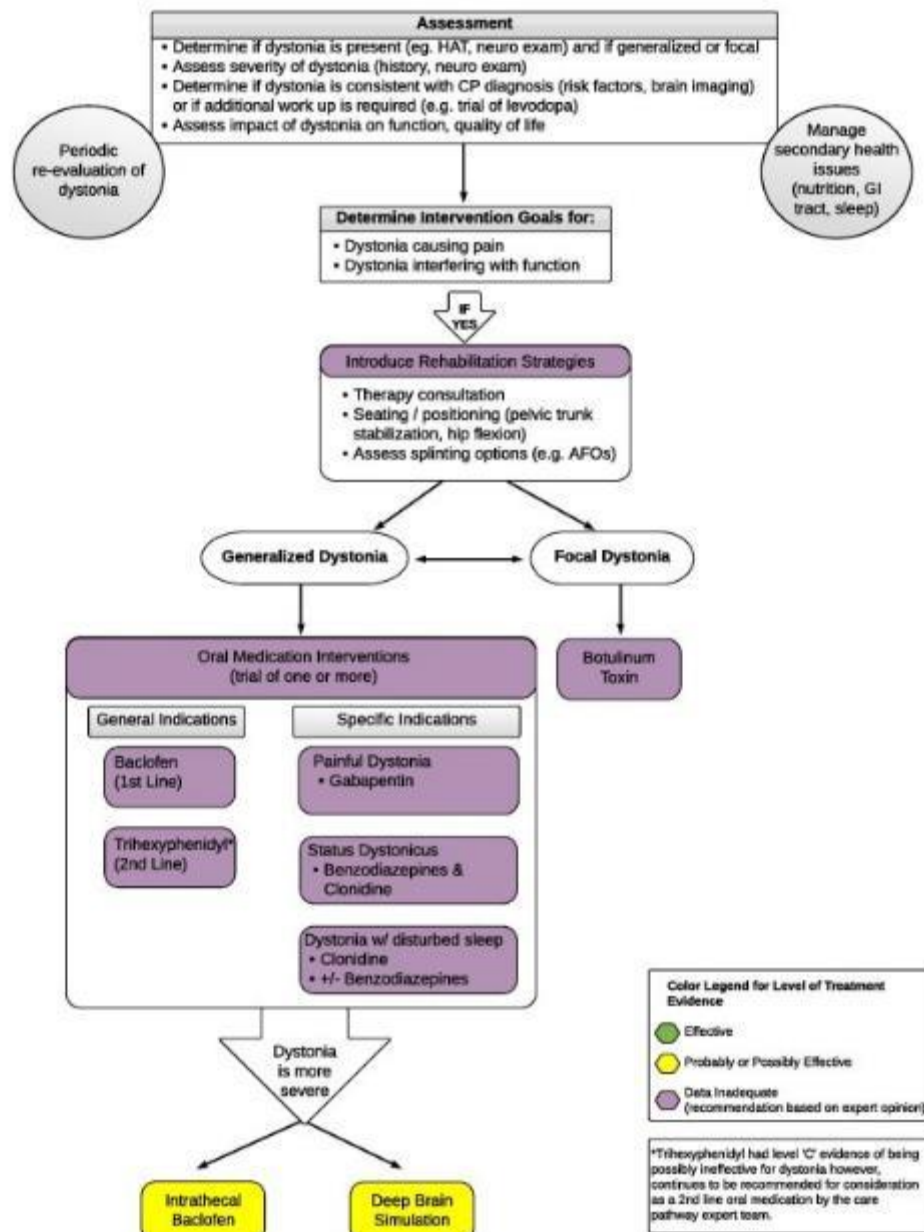 Assessment
• Determine if dystonia is present (eg. HAT, neuro exam) and if generalized or focal
• Assess severity of dystonia (history, neuro exam)
• Determine if dystonia is consistent with CP diagnosis (risk factors, brain imaging)
or if additional work up is required (e.g. trial of levodopa)
• Assess impact of dystonia on function, quality of life
Periodic
re-evaluation of
dystonia
Manage
secondary health
issues
(nutrition, GI
tract, sleep)
Determine Intervention Goals for:
• Dystonia causing pain
• Dystonia interfering with function
IF
YES
Introduce Rehabilitation Strategies
• Therapy consultation
• Seating / positioning (pelvic trunk
stabilization, hip flexion)
• Assess splinting options (e.g. AFOs)
Generalized Dystonia
Focal Dystonia
Oral Medication Interventions
(trial of one or more)
Botulinum
Toxin
General Indications
Specific Indications
Baclofen
(1st Line)
Trihexyphenidyl*
(2nd Line)
Painful Dystonia
• Gabapentin
Status Dystonicus
• Benzodiazepines &
Clonidine
Dystonia w/ disturbed sleep
• Clonidine
• +/- Benzodiazepines
Dystonia
is more
severe
Intrathecal
Baclofen
Deep Brain
Simulation
Color Legend for Level of Treatment
Evidence
Effective
Probably or Possibly Effective
Data Inadequate
(recommendation based on expert opinion)
*Trihexyphenidyl had level 'C' evidence of being
possibly ineffective for dystonia however,
continues to be recommended for consideration
as a 2nd line oral medication by the care
pathway expert team.